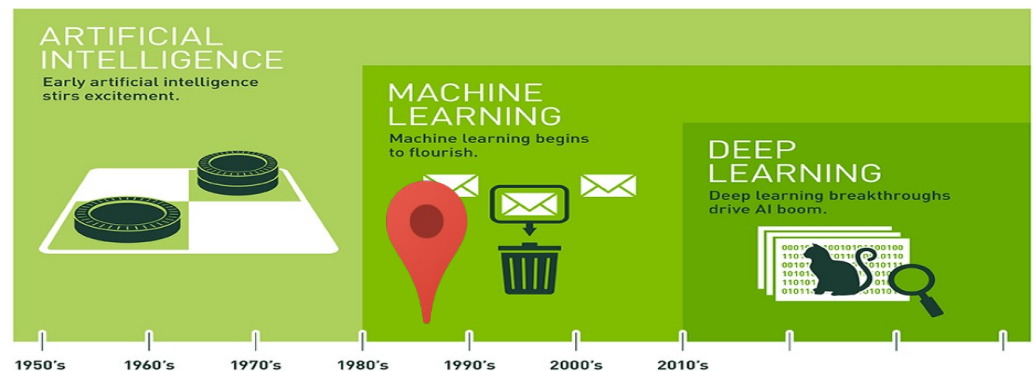 ARTIFICIAL
INTELLIGENCE
Early artificial intelligence
stirs excitement.
MACHINE
LEARNING
Machine learning begins
to flourish.
DEEP
LEARNING
Deep learning breakthroughs
drive AI boom.
1950's 1960's 1970's 1980's 1990's 2000's 2010's